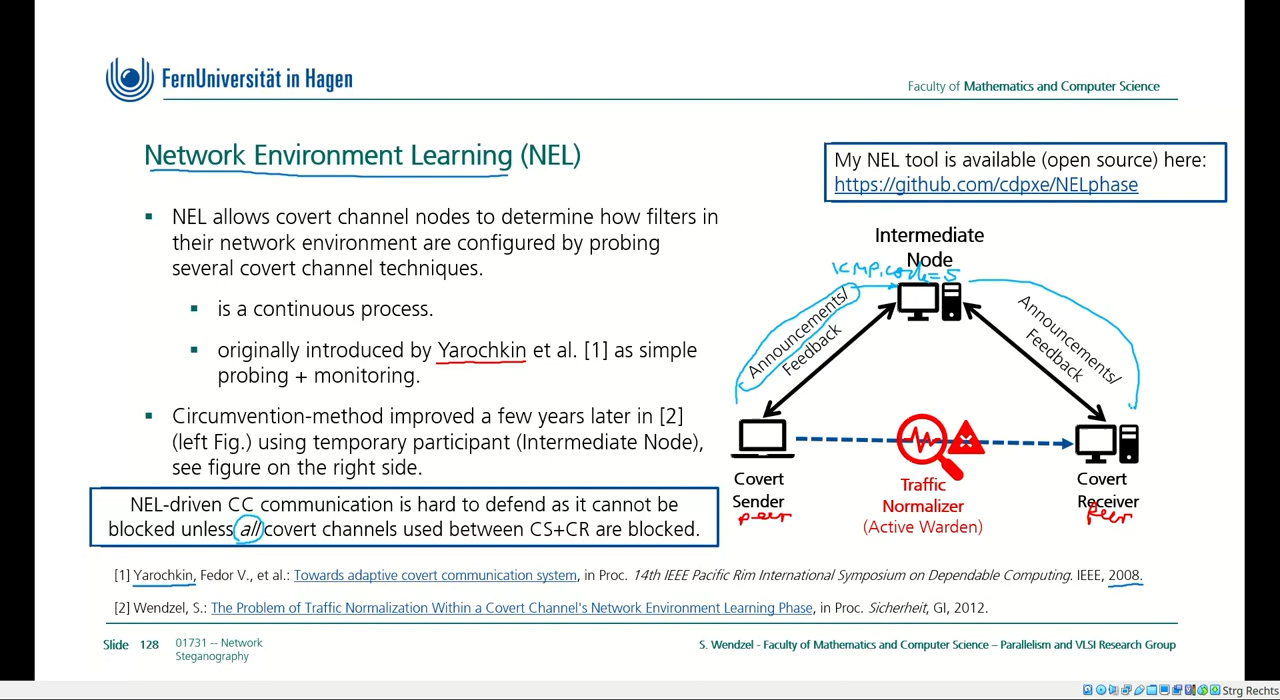 FernUniversität in Hagen
Faculty of Mathematics and Computer Science
Network Environment Learning (NEL)
My NEL tool is available (open source) here:
https://github.com/cdpxe/NELphase
▪ NEL allows covert channel nodes to determine how filters in
their network environment are configured by probing
several covert channel techniques.
▪ is a continuous process.
▪ originally introduced by Yarochkin et al. [1] as simple
probing + monitoring.
▪ Circumvention-method improved a few years later in [2]
(left Fig.) using temporary participant (Intermediate Node),
see figure on the right side.
NEL-driven CC communication is hard to defend as it cannot be
blocked unless all covert channels used between CS+CR are blocked.
Intermediate
Node
ICMP.code=5
Announcements/
Feedback
Announcements/
Feedback
Covert
Sender
peer
Traffic
Normalizer
(Active Warden)
Covert
Receiver
Peer
[1] Yarochkin, Fedor V., et al.: Towards adaptive covert communication system, in Proc. 14th IEEE Pacific Rim International Symposium on Dependable Computing. IEEE, 2008.
[2] Wendzel, S.: The Problem of Traffic Normalization Within a Covert Channel's Network Environment Learning Phase, in Proc. Sicherheit, GI, 2012.
Slide 128
01731 -- Network
Steganography
S. Wendzel - Faculty of Mathematics and Computer Science – Parallelism and VLSI Research Group
Strg Rechts